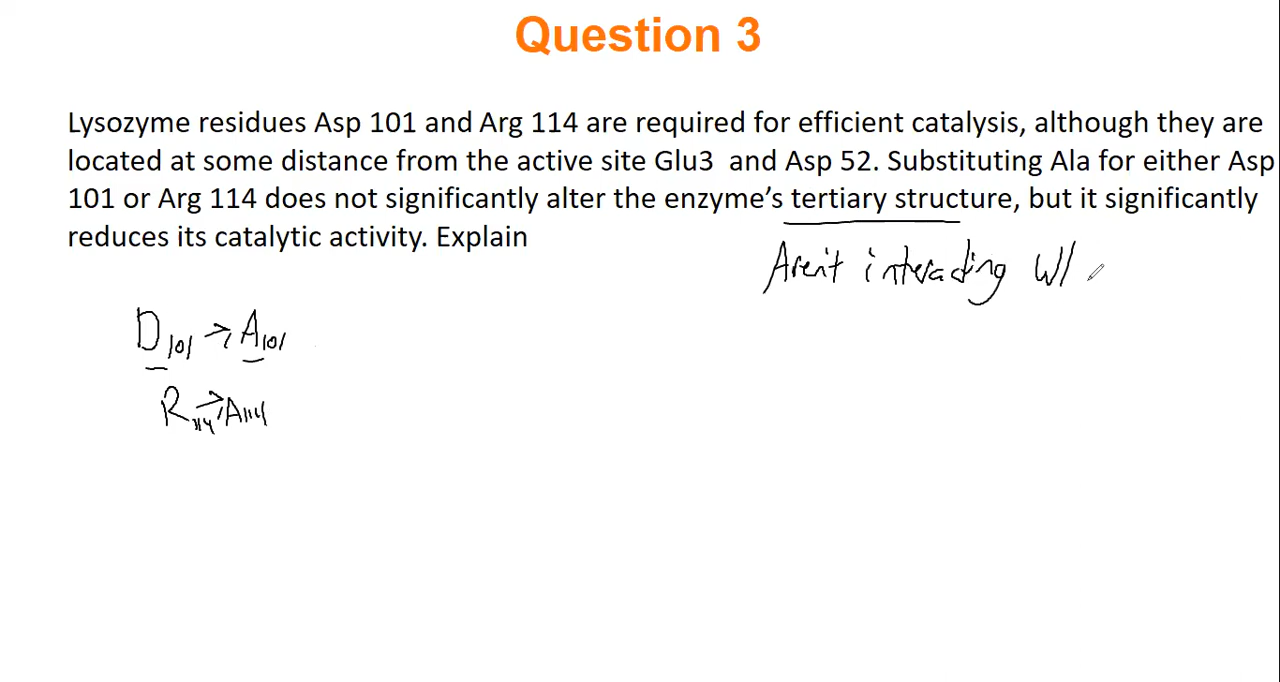 Question 3
Lysozyme residues Asp 101 and Arg 114 are required for efficient catalysis, although they are
located at some distance from the active site Glu3  and Asp 52. Substituting Ala for either Asp
101 or Arg 114 does not significantly alter the enzyme's tertiary structure, but it significantly
reduces its catalytic activity. Explain
Aren't interacting w/
D101 → A101
R114 → A114